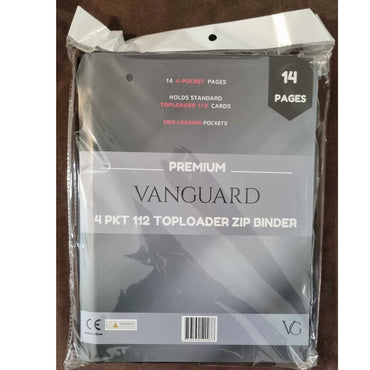 14 4-POCKET PAGES
HOLDS STANDARD
TOPLOADER 112 CARDS
SIDE LOADING POCKETS
14
PAGES
PREMIUM
VANGUARD
4 PKT 112 TOPLOADER ZIP BINDER
CE
WARNING
VG